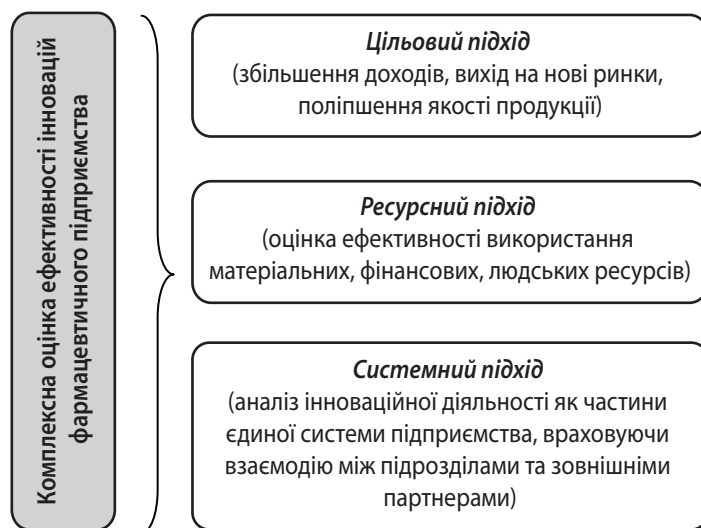 Комплексна оцінка ефективності інновацій
фармацевтичного підприємства
Цільовий підхід
(збільшення доходів, вихід на нові ринки,
поліпшення якості продукції)
Ресурсний підхід
(оцінка ефективності використання
матеріальних, фінансових, людських ресурсів)
Системний підхід
(аналіз інноваційної діяльності як частини
єдиної системи підприємства, враховуючи
взаємодію між підрозділами та зовнішніми
партнерами)